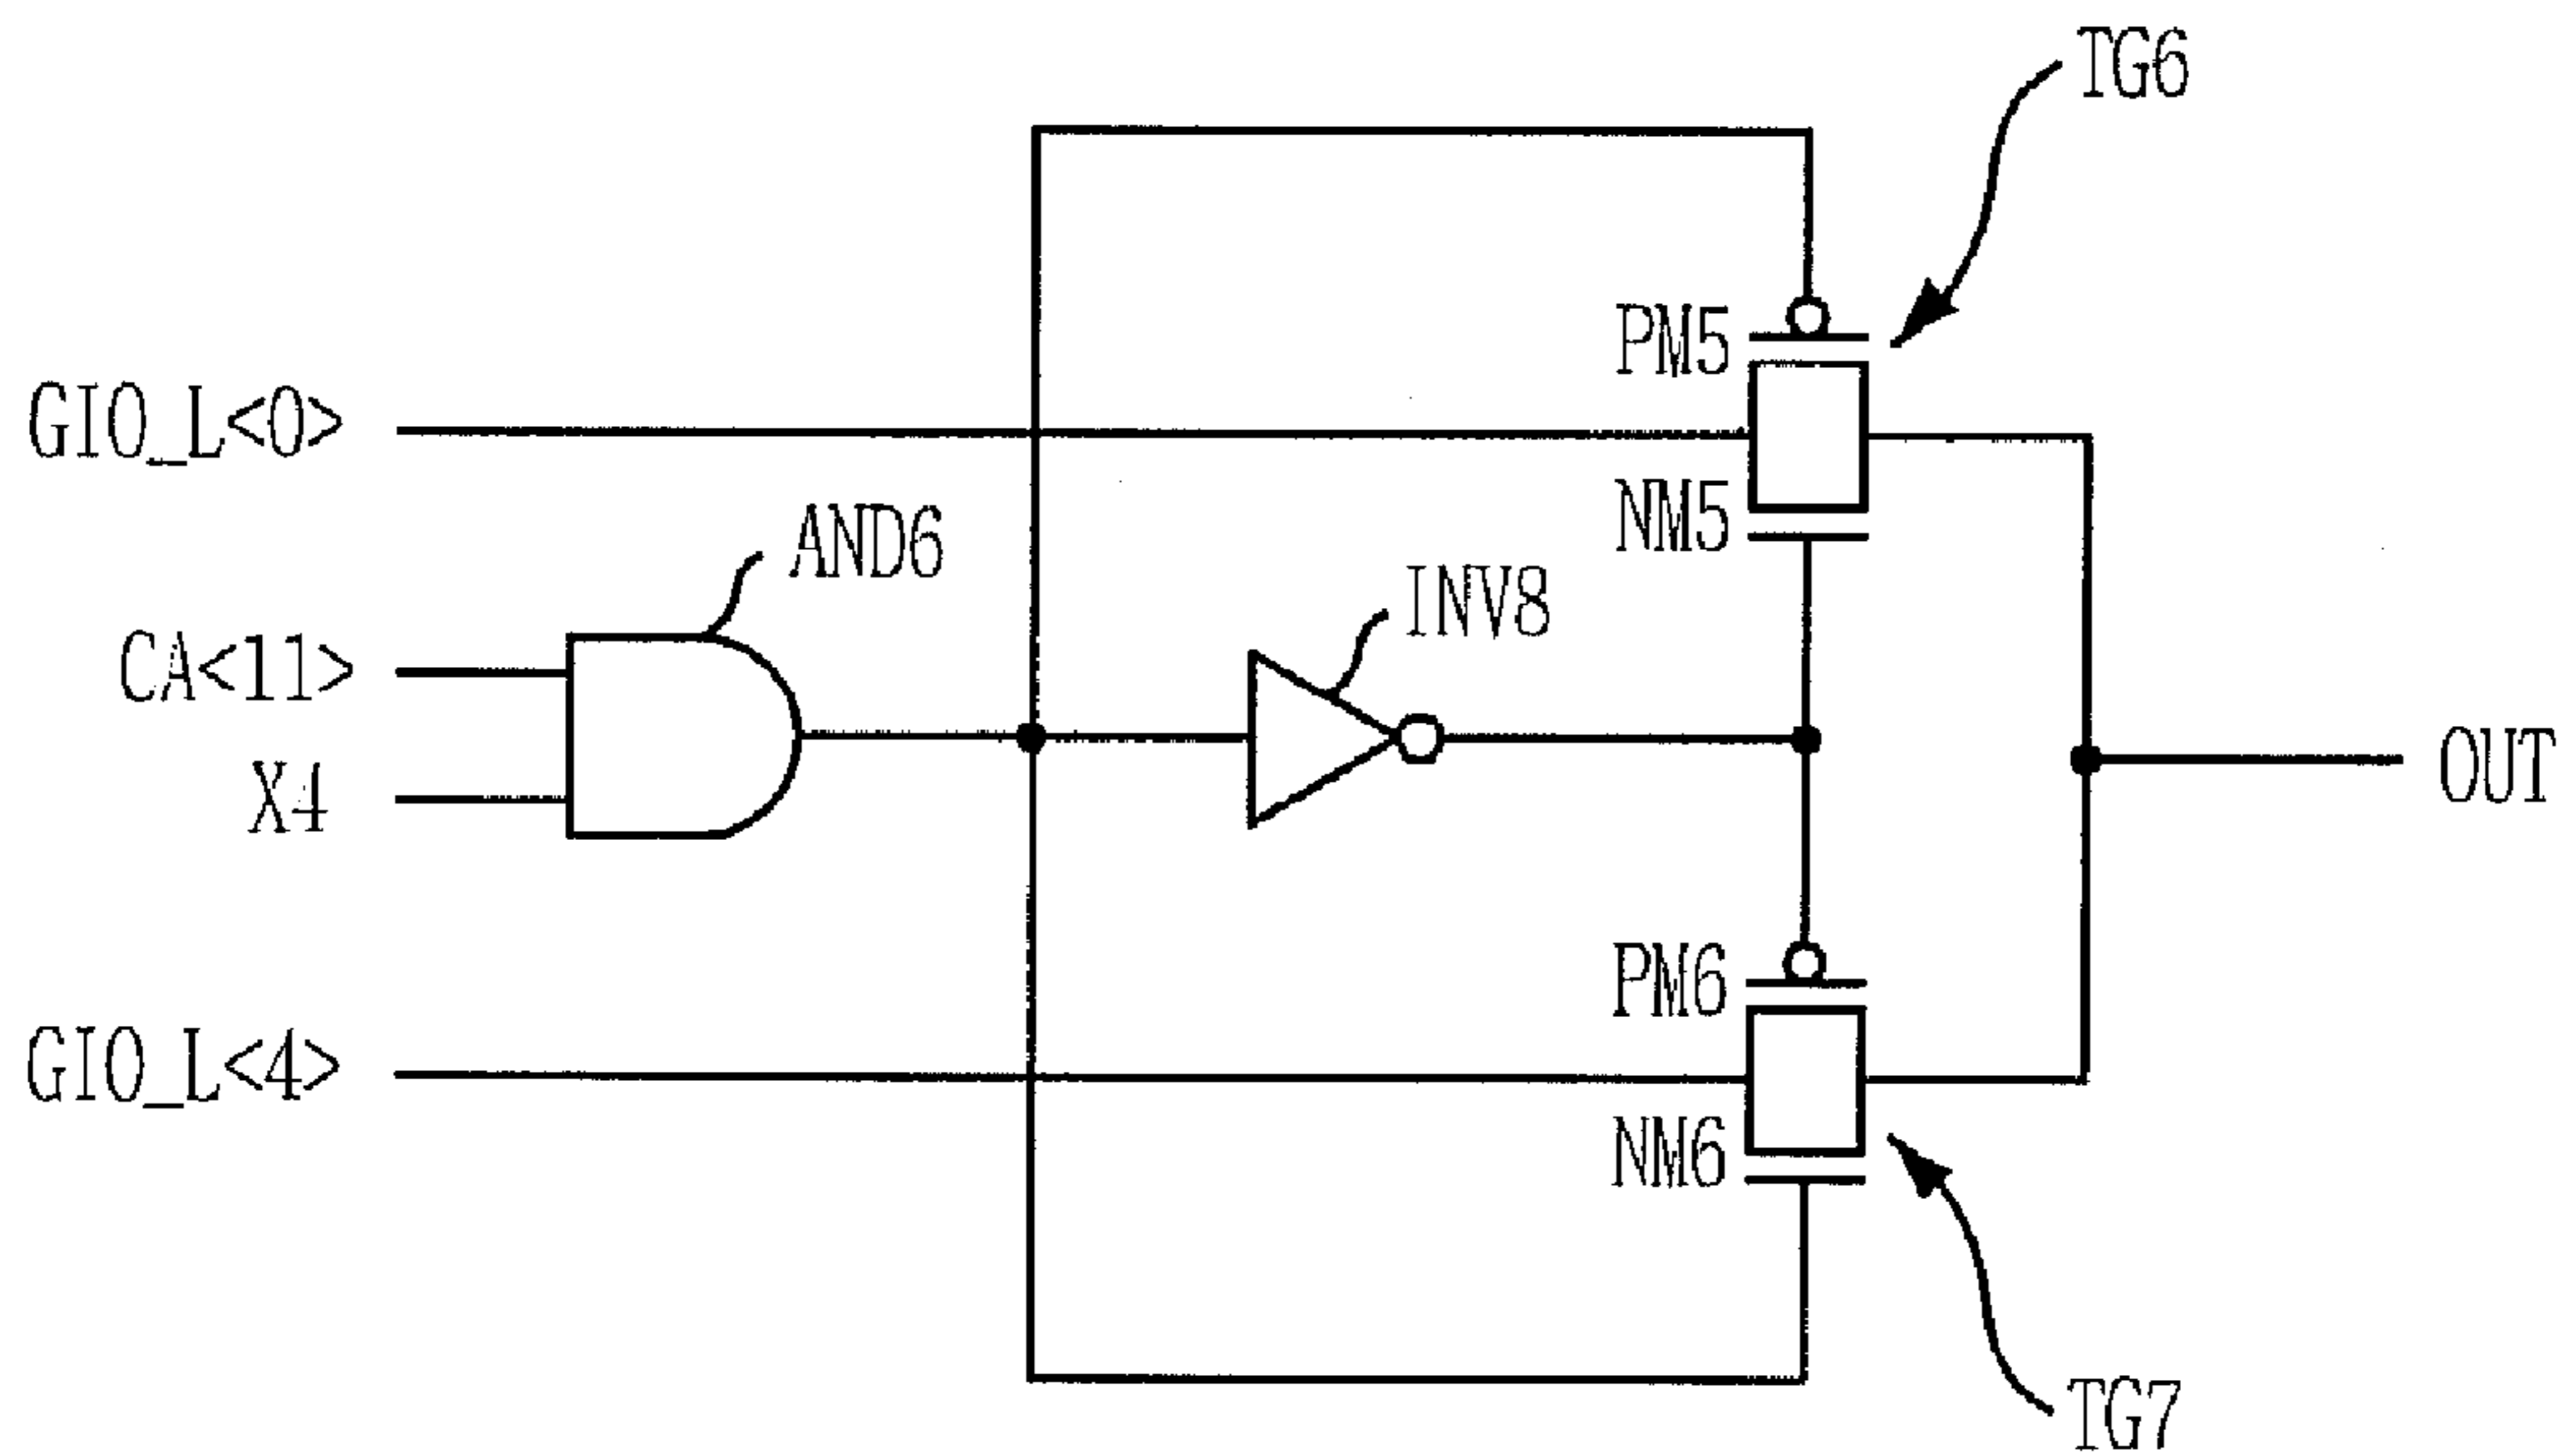 TG6
PM5
GIO_L<0>
NM5
AND6
INV8
CA<11>
X4
OUT
PM6
GIO_L<4>
NM6
TG7